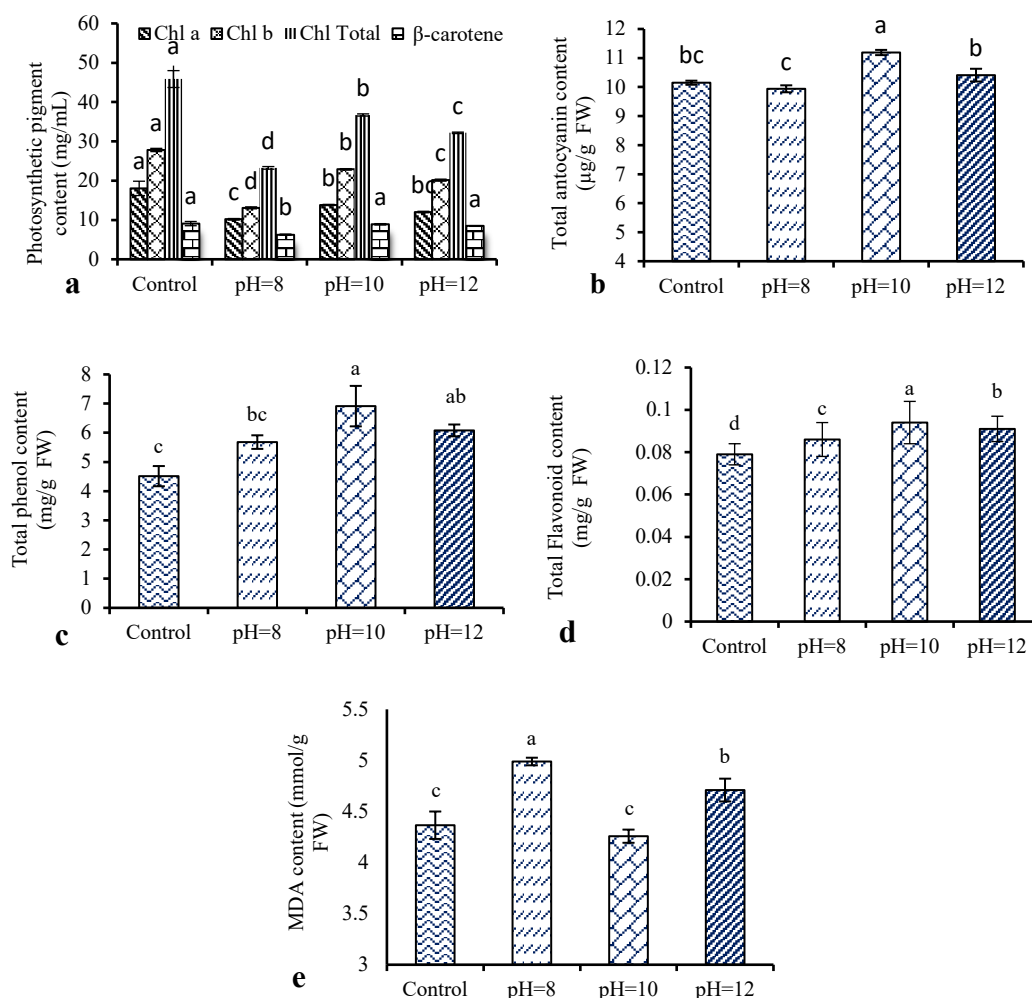 Photosynthetic pigment
content (mg/mL)
60
50
40
30
20
10
0
Chl a Chl b Chl Total β-carotene
a a a a
c d d b
b b b a
bc c c a
Control pH=8 pH=10 pH=12
a
Total antocyanin content
(µg/g FW)
12
11
10
9
8
7
6
5
4
bc c a b
Control pH=8 pH=10 pH=12
b
Total phenol content
(mg/g FW)
8
7
6
5
4
3
2
1
0
c bc a ab
Control pH=8 pH=10 pH=12
c
Total Flavonoid content
(mg/g FW)
0.12
0.1
0.08
0.06
0.04
0.02
0
d c a b
Control pH=8 pH=10 pH=12
d
MDA content (mmol/g
FW)
5.5
5
4.5
4
3.5
3
c a c b
Control pH=8 pH=10 pH=12
e